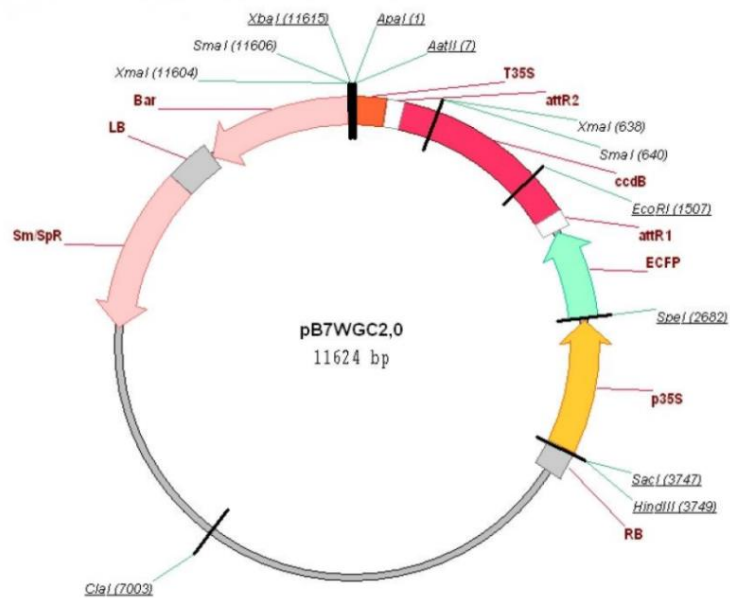 XbaI (11615)
ApaI (1)
SmaI (11606)
AatII (7)
XmaI (11604)
T35S
Bar
attR2
LB
XmaI (638)
SmaI (640)
ccdB
EcoRI (1507)
Sm/SpR
attR1
ECFP
pB7WGC2,0
11624 bp
SpeI (2682)
p35S
SacI (3747)
HindIII (3749)
RB
ClaI (7003)